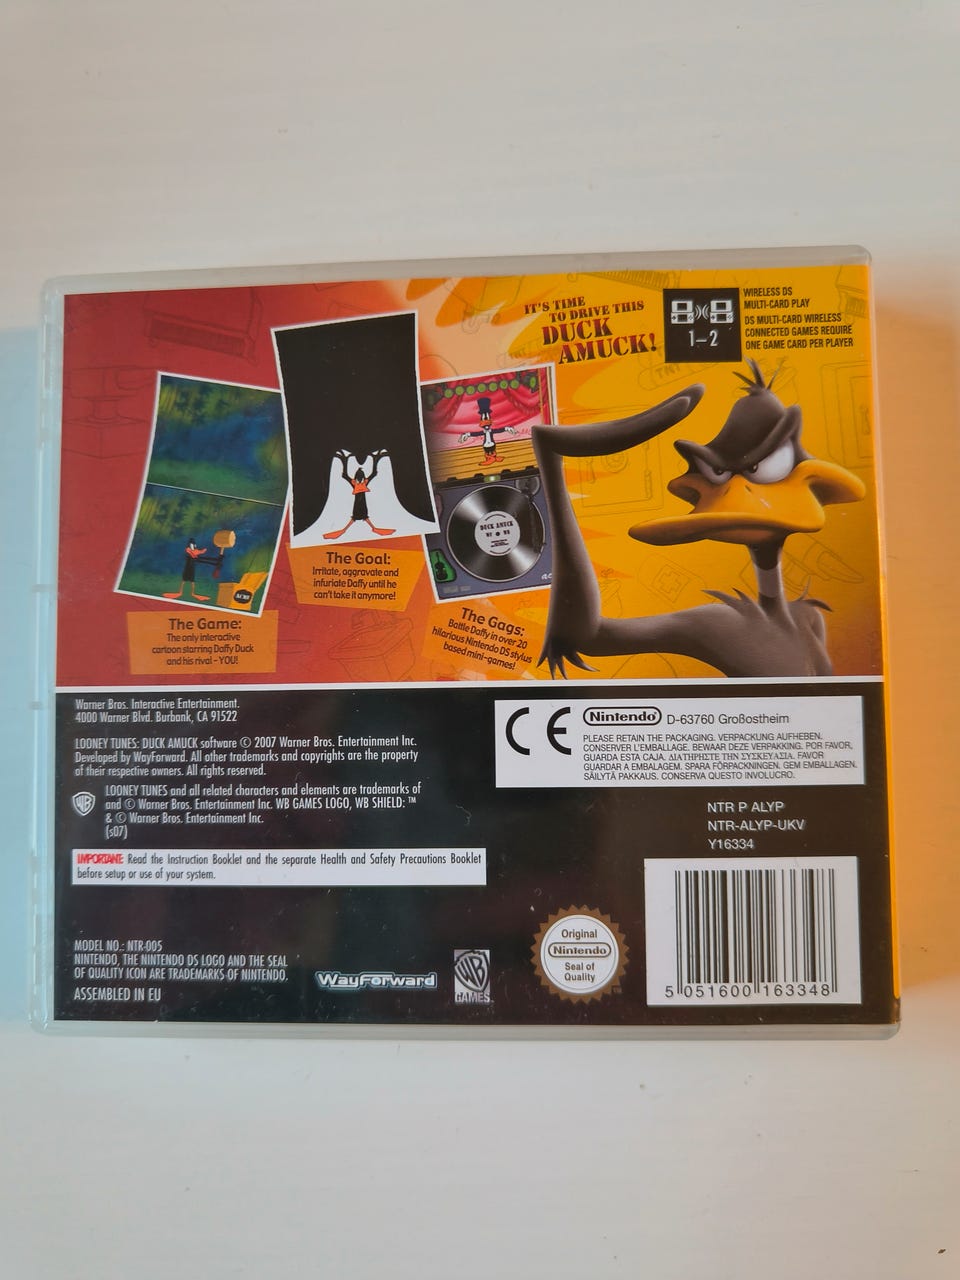 IT'S TIME
TO DRIVE THIS
DUCK
AMUCK!
1-2
WIRELESS DS
MULTI-CARD PLAY
DS MULTI-CARD WIRELESS
CONNECTED GAMES REQUIRE
ONE GAME CARD PER PLAYER
ACME
The Game:
The only interactive
cartoon starring Daffy Duck
and his rival - YOU!
The Goal:
Irritate, aggravate and
infuriate Daffy until he
can't take it anymore!
DUCK AMUCK
The Gags:
Battle Daffy in over 20
hilarious Nintendo DS stylus
based mini-games!
Warner Bros. Interactive Entertainment.
4000 Warner Blvd. Burbank, CA 91522
LOONEY TUNES: DUCK AMUCK software © 2007 Warner Bros. Entertainment Inc.
Developed by WayForward. All other trademarks and copyrights are the property
of their respective owners. All rights reserved.
WB
LOONEY TUNES and all related characters and elements are trademarks of
and © Warner Bros. Entertainment Inc. WB GAMES LOGO, WB SHIELD: ™
& © Warner Bros. Entertainment Inc.
(s07)
IMPORTANT: Read the Instruction Booklet and the separate Health and Safety Precautions Booklet
before setup or use of your system.
MODEL NO.: NTR-005
NINTENDO, THE NINTENDO DS LOGO AND THE SEAL
OF QUALITY ICON ARE TRADEMARKS OF NINTENDO.
ASSEMBLED IN EU
WayForward
WB
GAMES
CE
Nintendo
D-63760 Großostheim
PLEASE RETAIN THE PACKAGING. VERPACKUNG AUFHEBEN.
CONSERVER L'EMBALLAGE. BEWAAR DEZE VERPAKKING. POR FAVOR,
GUARDA ESTA CAJA. ΔΙΑΤΗΡΗΣΤΕ ΤΗΝ ΣΥΣΚΕΥΑΣΙΑ. FAVOR
GUARDAR A EMBALAGEM. SPARA FÖRPACKNINGEN. GEM EMBALLAGEN.
SÄILYTÄ PAKKAUS. CONSERVA QUESTO INVOLUCRO.
NTR P ALYP
NTR-ALYP-UKV
Y16334
Original
Nintendo
Seal of
Quality
5 051600 163348